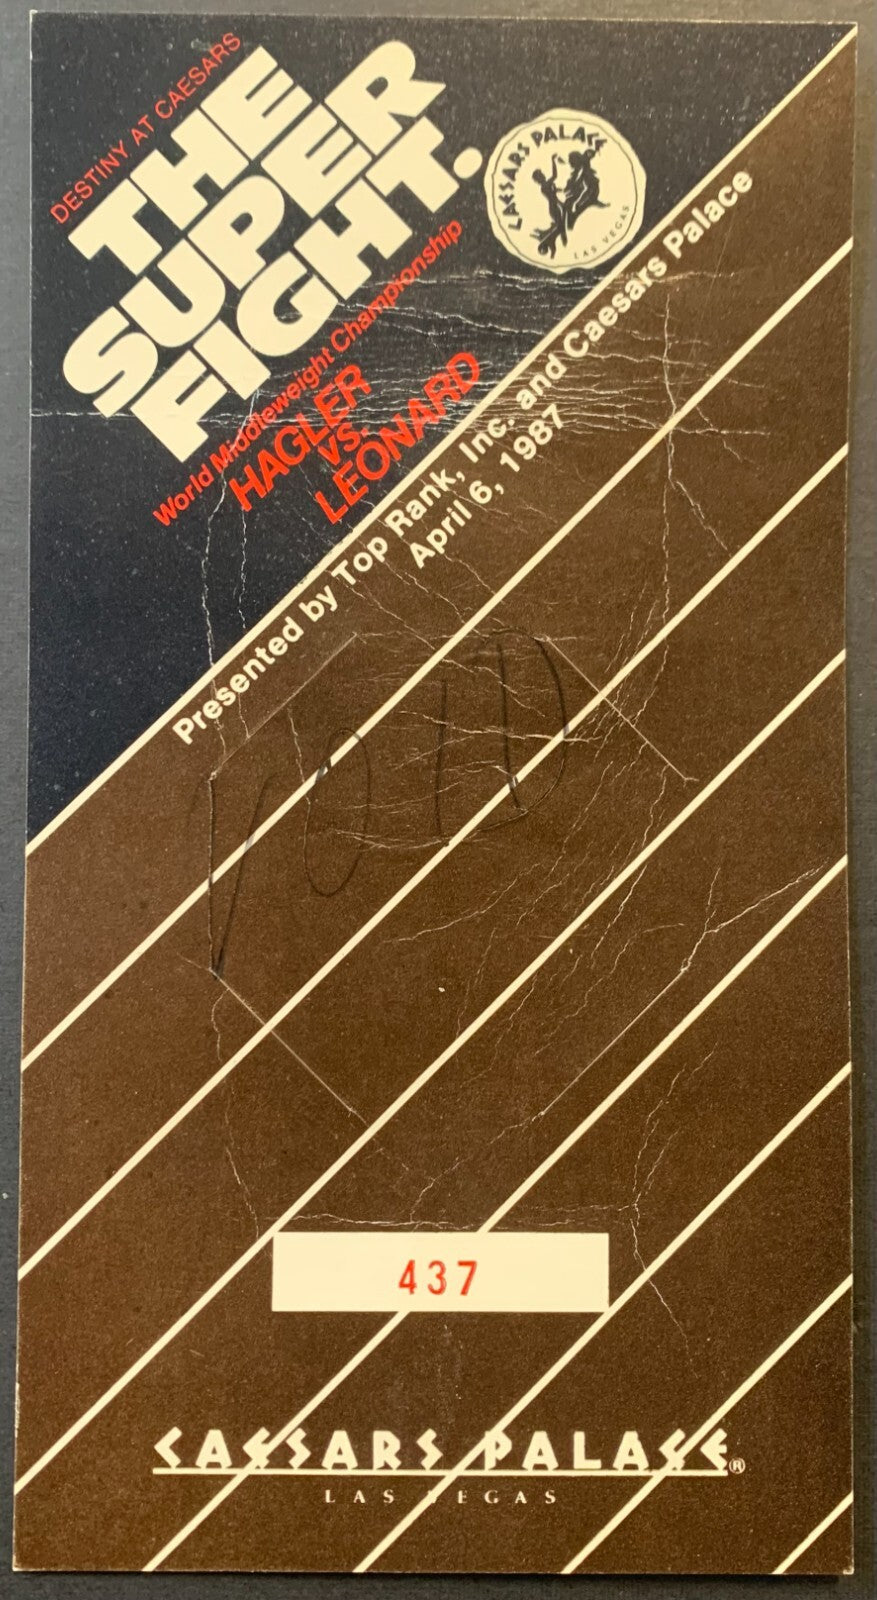 DESTINY AT CAESARS
THE
SUPER
FIGHT.
World Middleweight Championship
HAGLER
VS.
LEONARD
CAESARS PALACE
LAS VEGAS
Presented by Top Rank, Inc. and Caesars Palace
April 6, 1987
VOID
437
CAESARS PALACE®
LAS VEGAS